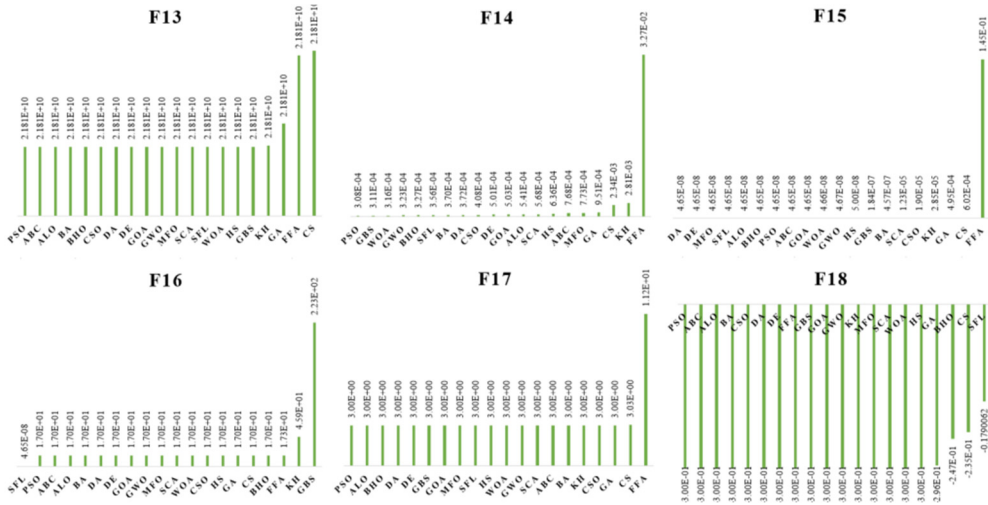 F13
2.181E+10 2.181E+10 2.181E+10 2.181E+10 2.181E+10 2.181E+10 2.181E+10 2.181E+10 2.181E+10 2.181E+10 2.181E+10 2.181E+10 2.181E+10 2.181E+10 2.181E+10 2.181E+10 2.181E+10 2.181E+10 2.181E+10
PSO ABC ALO BA BHO CSO DA DE GOA GWO MFO SCA SFL WOA HS GBS KH GA FFA CS
F14
3.08E-04 3.11E-04 3.16E-04 3.23E-04 3.27E-04 3.56E-04 3.70E-04 3.72E-04 4.08E-04 5.01E-04 5.03E-04 5.41E-04 5.68E-04 6.36E-04 7.68E-04 7.73E-04 9.51E-04 2.34E-03 2.81E-03 3.27E-02
PSO GBS WOA GWO BHO SFL BA DA CSO DE GOA ALO SCA HS ABC MFO GA CS KH FFA
F15
4.65E-08 4.65E-08 4.65E-08 4.65E-08 4.65E-08 4.65E-08 4.65E-08 4.65E-08 4.65E-08 4.66E-08 4.67E-08 5.00E-08 1.84E-07 4.57E-07 1.23E-05 1.90E-05 2.85E-05 4.95E-04 6.02E-04 1.45E-01
DA DE MFO SFL ALO BHO PSO ABC GOA WOA GWO HS GBS BA SCA CSO KH GA CS FFA
F16
4.65E-08 1.70E+01 1.70E+01 1.70E+01 1.70E+01 1.70E+01 1.70E+01 1.70E+01 1.70E+01 1.70E+01 1.70E+01 1.70E+01 1.70E+01 1.70E+01 1.70E+01 1.70E+01 1.70E+01 1.73E+01 4.59E+01 2.23E+02
SFL PSO ABC ALO BA DA DE GOA GWO MFO SCA WOA CSO HS GA CS BHO FFA KH GBS
F17
3.00E+00 3.00E+00 3.00E+00 3.00E+00 3.00E+00 3.00E+00 3.00E+00 3.00E+00 3.00E+00 3.00E+00 3.00E+00 3.00E+00 3.00E+00 3.00E+00 3.00E+00 3.00E+00 3.00E+00 3.00E+00 3.03E+00 1.12E+01
PSO ALO BHO DA DE GBS GOA MFO SFL HS WOA GWO SCA ABC BA KH CSO GA CS FFA
F18
PSO ABC ALO BA CSO DA DE FFA GBS GOA GWO KH MFO SCA WOA HS GA BHO CS SFL
-3.00E-01 -3.00E-01 -3.00E-01 -3.00E-01 -3.00E-01 -3.00E-01 -3.00E-01 -3.00E-01 -3.00E-01 -3.00E-01 -3.00E-01 -3.00E-01 -3.00E-01 -3.00E-01 -3.00E-01 -3.00E-01 -2.96E-01 -2.47E-01 -2.35E-01 -0.1790062